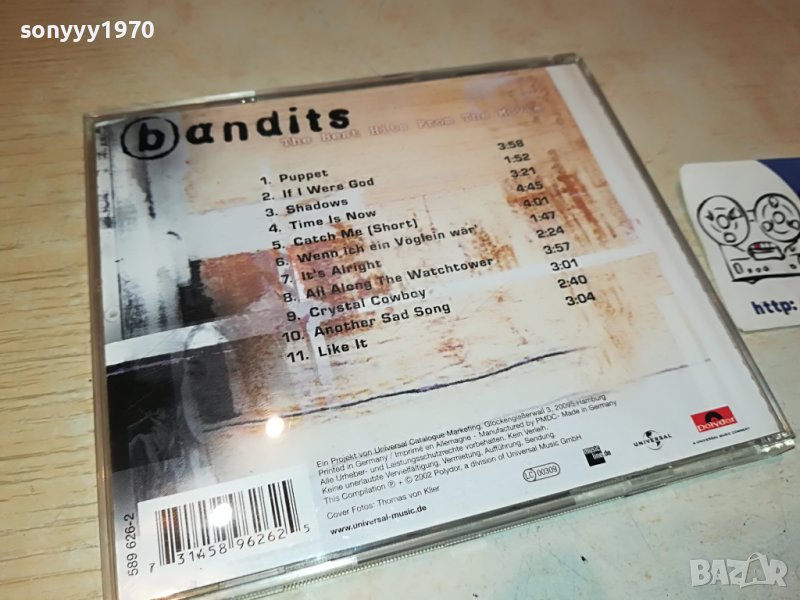 sonyyy1970
bandits
The Best Hits From The Movie
1. Puppet 3:58
2. If I Were God 1:52
3. Shadows 3:21
4. Time Is Now 4:45
5. Catch Me (Short) 4:01
6. Wenn ich ein Vöglein wär' 1:47
7. It's Alright 2:24
8. All Along The Watchtower 3:57
9. Crystal Cowboy 3:01
10. Another Sad Song 2:40
11. Like It 3:04
Ein Projekt von Universal Catalogue Marketing, Glockengießerwall 3, 20095 Hamburg
Printed in Germany / Imprimé en Allemagne - Manufactured by PMDC - Made in Germany
Alle Urheber- und Leistungsschutzrechte vorbehalten. Kein Verleih.
Keine unerlaubte Vervielfältigung, Vermietung, Aufführung, Sendung.
This Compilation ℗ + © 2002 Polydor, a division of Universal Music GmbH
Cover Fotos: Thomas von Klier
www.universal-music.de
LC 00309
UNIVERSAL
Polydor
A UNIVERSAL MUSIC COMPANY
589 626-2
7 31458 96262 5
http:
BAZAR
bg